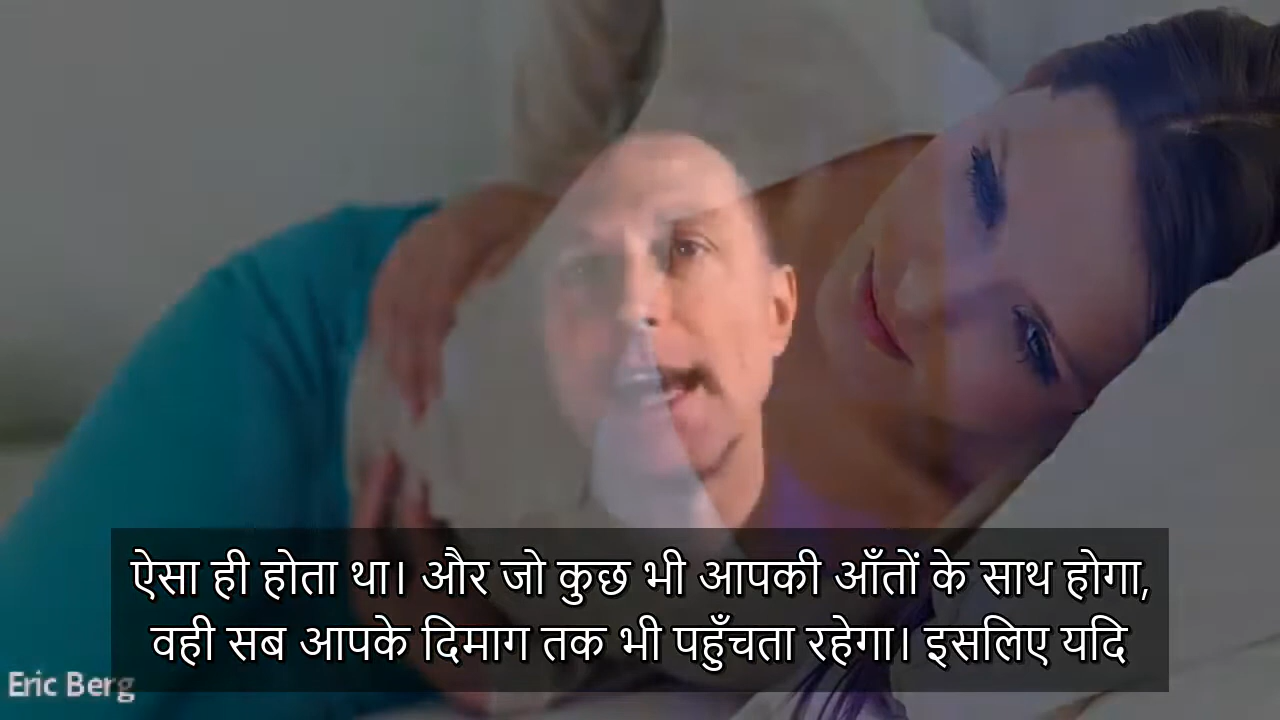 ऐसा ही होता था। और जो कुछ भी आपकी आँतों के साथ होगा,
वही सब आपके दिमाग तक भी पहुँचता रहेगा। इसलिए यदि
Eric Berg